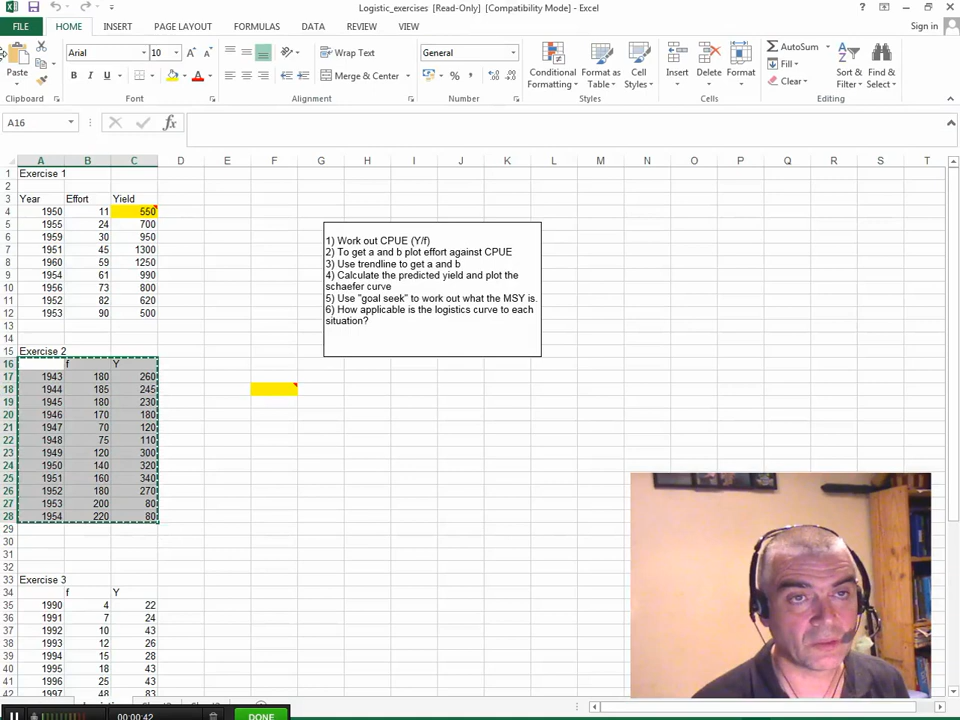 Logistic_exercises [Read-Only] [Compatibility Mode] - Excel
FILE HOME INSERT PAGE LAYOUT FORMULAS DATA REVIEW VIEW Sign in
Arial 10 Wrap Text General AutoSum
Paste B I U A Merge & Center % Conditional Formatting Format as Table Cell Styles Insert Delete Format Fill Clear Sort & Filter Find & Select
Clipboard Font Alignment Number Styles Cells Editing
A16 fx
A B C D E F G H I J K L M N O P Q R S T
1 Exercise 1
2
3 Year Effort Yield
4 1950 11 550
5 1955 24 700
6 1959 30 950
7 1951 45 1300
8 1960 59 1250
9 1954 61 990
10 1956 73 800
11 1952 82 620
12 1953 90 500
13
14
15 Exercise 2
16 f Y
17 1943 180 260
18 1944 185 245
19 1945 180 230
20 1946 170 180
21 1947 70 120
22 1948 75 110
23 1949 120 300
24 1950 140 320
25 1951 160 340
26 1952 180 270
27 1953 200 80
28 1954 220 80
29
30
31
32
33 Exercise 3
34 f Y
35 1990 4 22
36 1991 7 24
37 1992 10 43
38 1993 12 26
39 1994 15 28
40 1995 18 43
41 1996 25 43
42 1997 48 83
1) Work out CPUE (Y/f)
2) To get a and b plot effort against CPUE
3) Use trendline to get a and b
4) Calculate the predicted yield and plot the
schaefer curve
5) Use "goal seek" to work out what the MSY is.
6) How applicable is the logistics curve to each
situation?
00:00:42 DONE